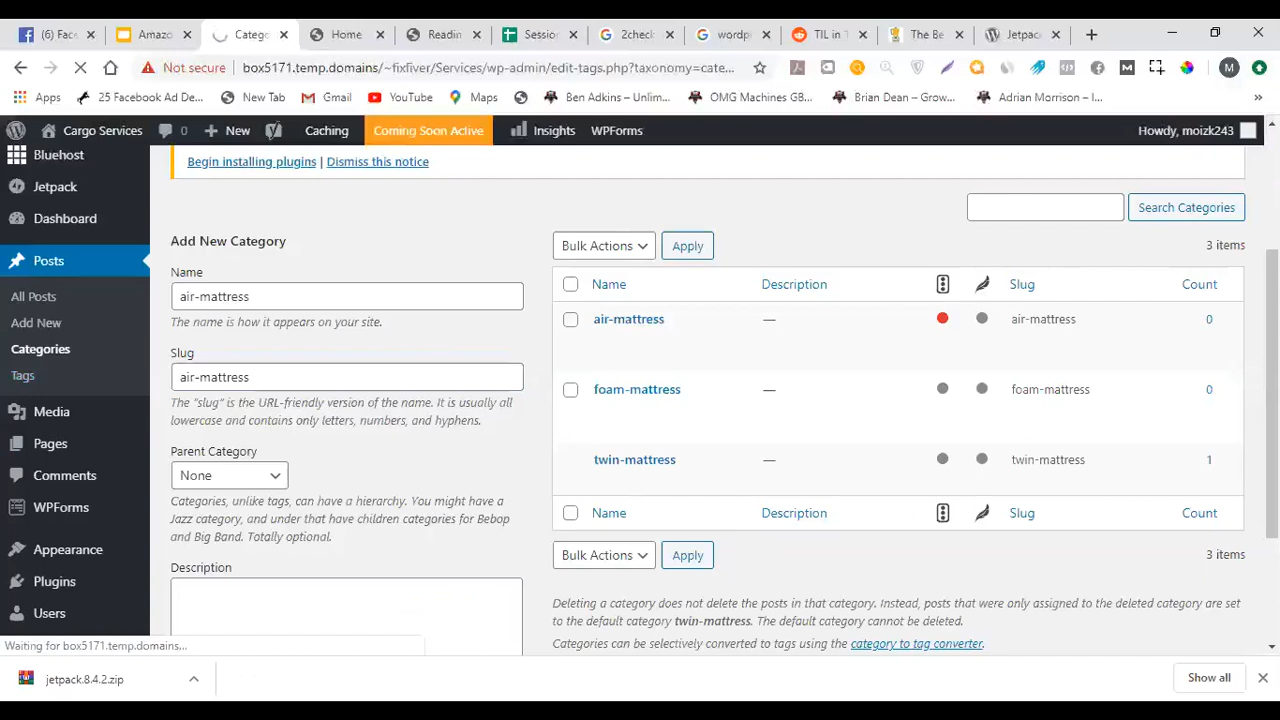 (6) Fac
Amazo
Catego
Home
Readin
Session
2check
wordpr
TIL in T
The Be
Jetpack
Not secure box5171.temp.domains/~fixfiver/Services/wp-admin/edit-tags.php?taxonomy=cate...
M
Apps
25 Facebook Ad De...
New Tab
Gmail
YouTube
Maps
Ben Adkins – Unlim...
OMG Machines GB...
Brian Dean – Grow...
Adrian Morrison – I...
Cargo Services
0
New
Caching
Coming Soon Active
Insights
WPForms
Howdy, moizk243
Bluehost
Jetpack
Dashboard
Posts
All Posts
Add New
Categories
Tags
Media
Pages
Comments
WPForms
Appearance
Plugins
Users
Begin installing plugins | Dismiss this notice
Search Categories
Add New Category
Name
air-mattress
The name is how it appears on your site.
Slug
air-mattress
The "slug" is the URL-friendly version of the name. It is usually all
lowercase and contains only letters, numbers, and hyphens.
Parent Category
None
Categories, unlike tags, can have a hierarchy. You might have a
Jazz category, and under that have children categories for Bebop
and Big Band. Totally optional.
Description
Bulk Actions
Apply
3 items
Name Description Slug Count
air-mattress — air-mattress 0
foam-mattress — foam-mattress 0
twin-mattress — twin-mattress 1
Name Description Slug Count
Bulk Actions
Apply
3 items
Deleting a category does not delete the posts in that category. Instead, posts that were only assigned to the deleted category are set
to the default category twin-mattress. The default category cannot be deleted.
Categories can be selectively converted to tags using the category to tag converter.
Waiting for box5171.temp.domains...
jetpack.8.4.2.zip
Show all